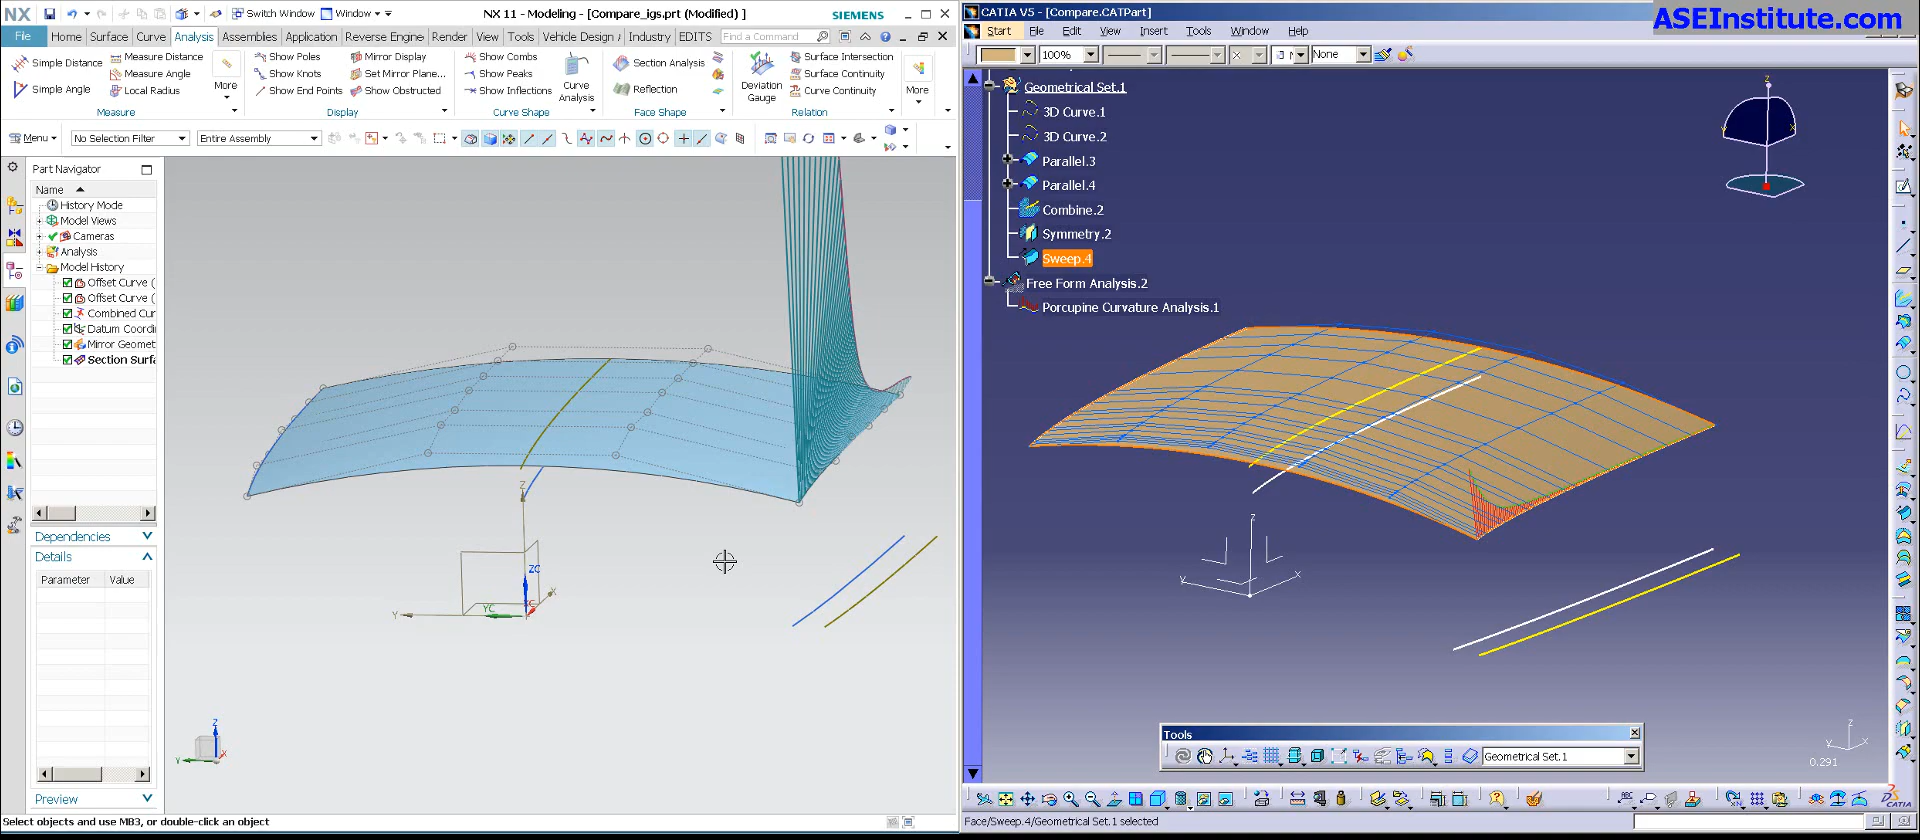 NX
Switch Window
Window
NX 11 - Modeling - [Compare_igs.prt (Modified) ]
SIEMENS
File
Home
Surface
Curve
Analysis
Assemblies
Application
Reverse Engine
Render
View
Tools
Vehicle Design
Industry
EDITS
Find a Command
Simple Distance
Measure Distance
Measure Angle
Simple Angle
Local Radius
More
Measure
Show Poles
Show Knots
Show End Points
Mirror Display
Set Mirror Plane...
Show Obstructed
Display
Show Combs
Show Peaks
Show Inflections
Curve
Analysis
Curve Shape
Section Analysis
Reflection
Face Shape
Deviation
Gauge
Surface Intersection
Surface Continuity
Curve Continuity
More
Relation
Menu
No Selection Filter
Entire Assembly
Part Navigator
Name
History Mode
Model Views
Cameras
Analysis
Model History
Offset Curve (
Offset Curve (
Combined Cur
Datum Coordi
Mirror Geomet
Section Surfa
Dependencies
Details
Parameter
Value
Preview
Z
ZC
YC
Y
X
Z
Y
X
Select objects and use MB3, or double-click an object
CATIA V5 - [Compare.CATPart]
ASEInstitute.com
Start
File
Edit
View
Insert
Tools
Window
Help
100%
None
Geometrical Set.1
3D Curve.1
3D Curve.2
Parallel.3
Parallel.4
Combine.2
Symmetry.2
Sweep.4
Free Form Analysis.2
Porcupine Curvature Analysis.1
z
y
x
z
y
x
Tools
Geometrical Set.1
z
y
x
0.291
CATIA
Face/Sweep.4/Geometrical Set.1 selected